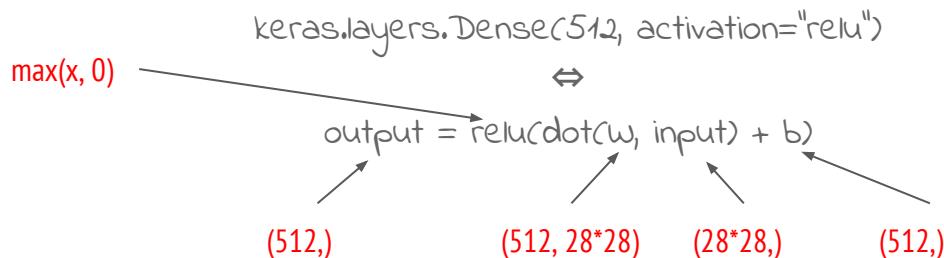 keras.layers.Dense(512, activation="relu")
max(x, 0)
⇔
output = relu(dot(w, input) + b)
(512,)
(512, 28*28)
(28*28,)
(512,)